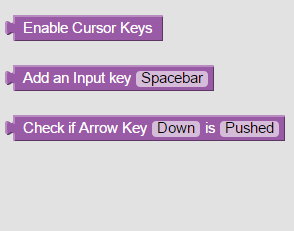 Enable Cursor Keys
Add an Input key Spacebar
Check if Arrow Key Down is Pushed